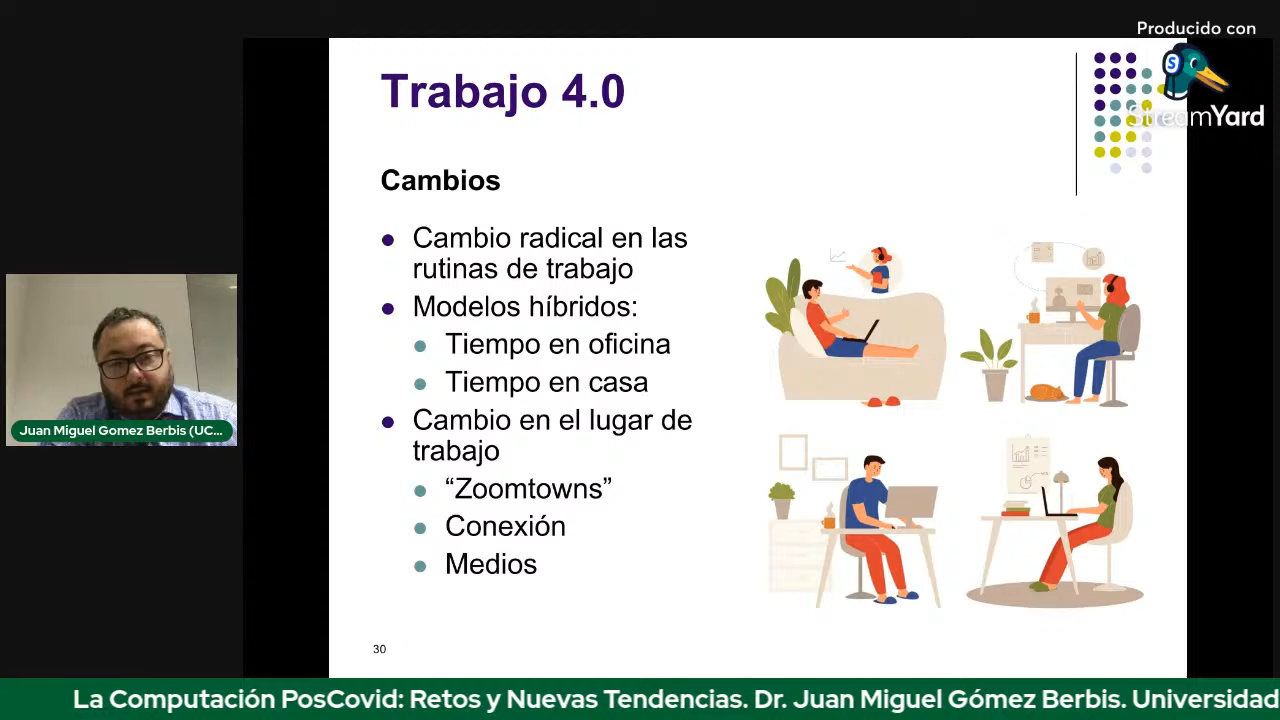 Producido con
StreamYard
Trabajo 4.0
Cambios
Cambio radical en las
rutinas de trabajo
Modelos híbridos:
Tiempo en oficina
Tiempo en casa
Cambio en el lugar de
trabajo
“Zoomtowns”
Conexión
Medios
30
Juan Miguel Gomez Berbis (UC...
La Computación PosCovid: Retos y Nuevas Tendencias. Dr. Juan Miguel Gómez Berbis. Universidad